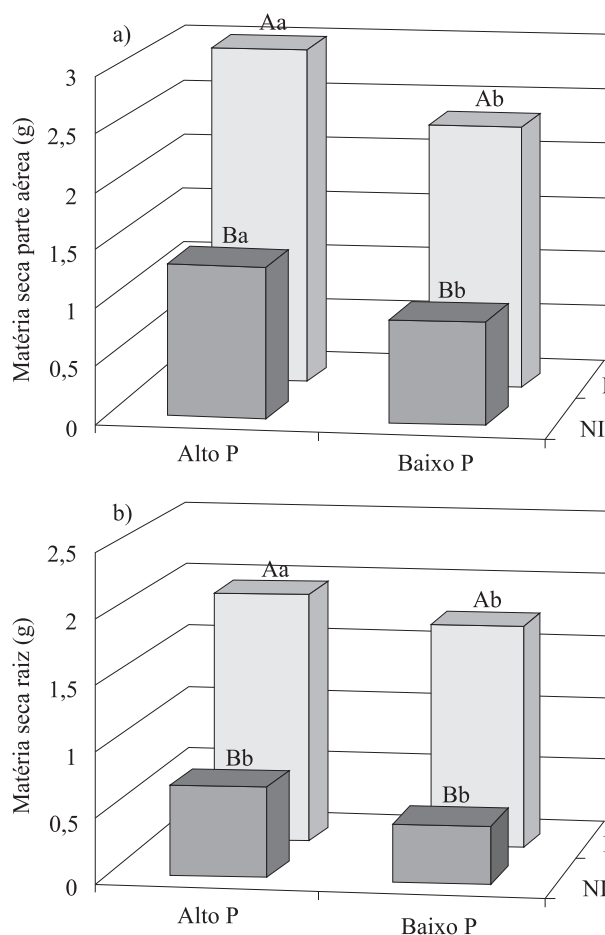 a)
Aa
Ab
Ba
Bb
Matéria seca parte aérea (g)
3
2,5
2
1,5
1
0,5
0
Alto P
Baixo P
b)
Aa
Ab
Bb
Bb
Matéria seca raiz (g)
2,5
2
1,5
1
0,5
0
Alto P
Baixo P